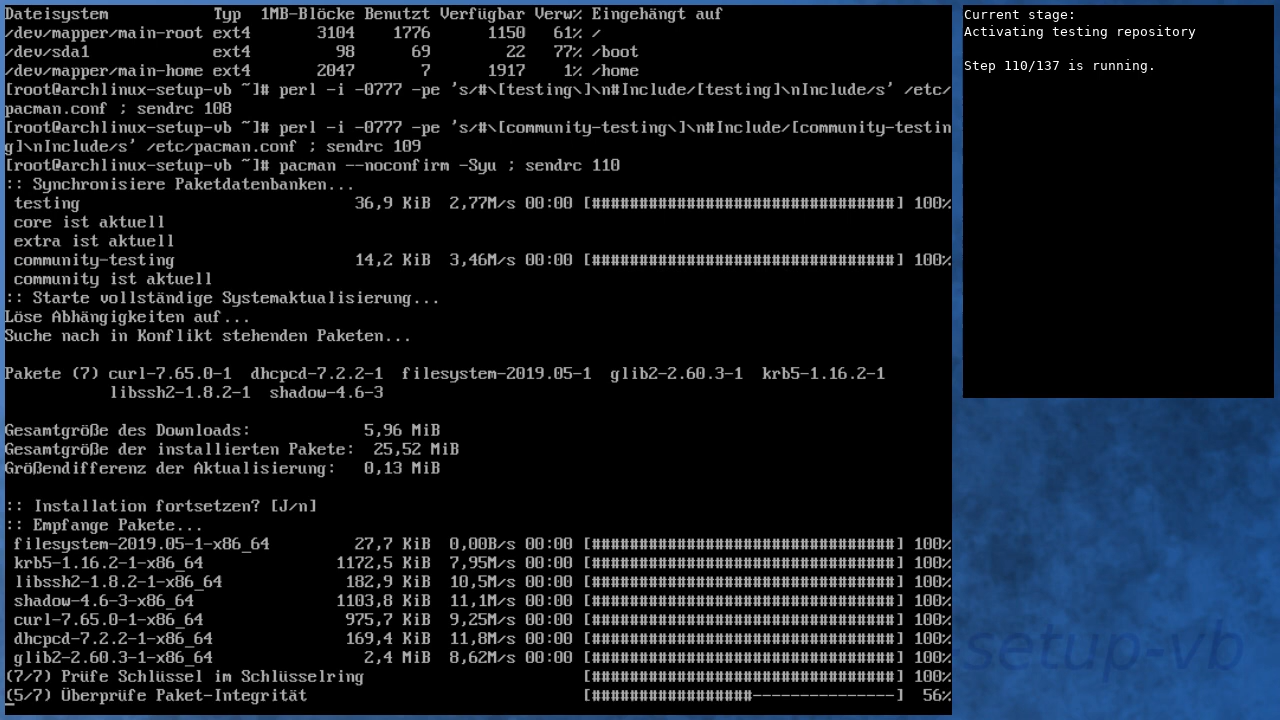 Dateisystem           Typ  1MB-Blöcke Benutzt Verfügbar Verw% Eingehängt auf
/dev/mapper/main-root ext4       3104    1776      1150   61% /
/dev/sda1             ext4         98      69        22   77% /boot
/dev/mapper/main-home ext4       2047       7      1917    1% /home
[root@archlinux-setup-vb ~]# perl -i -0777 -pe 's/#\[testing\]\n#Include/[testing]\nInclude/s' /etc/
pacman.conf ; sendrc 108
[root@archlinux-setup-vb ~]# perl -i -0777 -pe 's/#\[community-testing\]\n#Include/[community-testin
g]\nInclude/s' /etc/pacman.conf ; sendrc 109
[root@archlinux-setup-vb ~]# pacman --noconfirm -Syu ; sendrc 110
:: Synchronisiere Paketdatenbanken...
 testing                             36,9 KiB  2,77M/s 00:00 [################################] 100%
 core ist aktuell
 extra ist aktuell
 community-testing                   14,2 KiB  3,46M/s 00:00 [################################] 100%
 community ist aktuell
:: Starte vollständige Systemaktualisierung...
Löse Abhängigkeiten auf...
Suche nach in Konflikt stehenden Paketen...

Pakete (7) curl-7.65.0-1  dhcpcd-7.2.2-1  filesystem-2019.05-1  glib2-2.60.3-1  krb5-1.16.2-1
           libssh2-1.8.2-1  shadow-4.6-3

Gesamtgröße des Downloads:            5,96 MiB
Gesamtgröße der installierten Pakete:  25,52 MiB
Größendifferenz der Aktualisierung:   0,13 MiB

:: Installation fortsetzen? [J/n]
:: Empfange Pakete...
 filesystem-2019.05-1-x86_64         27,7 KiB  0,00B/s 00:00 [################################] 100%
 krb5-1.16.2-1-x86_64              1172,5 KiB  7,95M/s 00:00 [################################] 100%
 libssh2-1.8.2-1-x86_64             182,9 KiB  10,5M/s 00:00 [################################] 100%
 shadow-4.6-3-x86_64               1103,8 KiB  11,1M/s 00:00 [################################] 100%
 curl-7.65.0-1-x86_64               975,7 KiB  9,25M/s 00:00 [################################] 100%
 dhcpcd-7.2.2-1-x86_64              169,4 KiB  11,8M/s 00:00 [################################] 100%
 glib2-2.60.3-1-x86_64                2,4 MiB  8,62M/s 00:00 [################################] 100%
(7/7) Prüfe Schlüssel im Schlüsselring                       [################################] 100%
(5/7) Überprüfe Paket-Integrität                             [#################---------------]  56%
Current stage:
Activating testing repository

Step 110/137 is running.
setup-vb